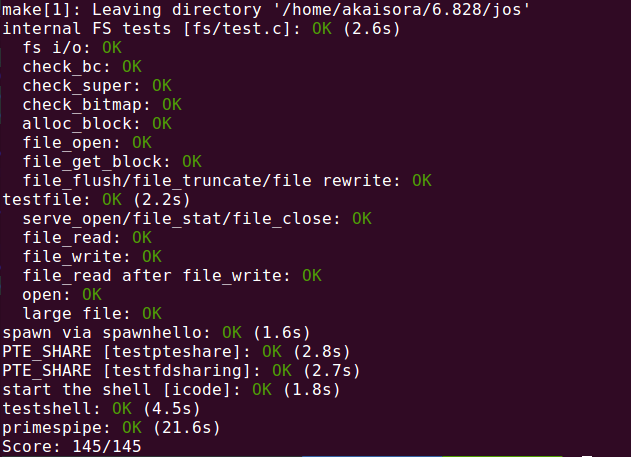 make[1]: Leaving directory '/home/akaisora/6.828/jos'
internal FS tests [fs/test.c]: OK (2.6s)
  fs i/o: OK
  check_bc: OK
  check_super: OK
  check_bitmap: OK
  alloc_block: OK
  file_open: OK
  file_get_block: OK
  file_flush/file_truncate/file rewrite: OK
testfile: OK (2.2s)
  serve_open/file_stat/file_close: OK
  file_read: OK
  file_write: OK
  file_read after file_write: OK
  open: OK
  large file: OK
spawn via spawnhello: OK (1.6s)
PTE_SHARE [testpteshare]: OK (2.8s)
PTE_SHARE [testfdsharing]: OK (2.7s)
start the shell [icode]: OK (1.8s)
testshell: OK (4.5s)
primespipe: OK (21.6s)
Score: 145/145